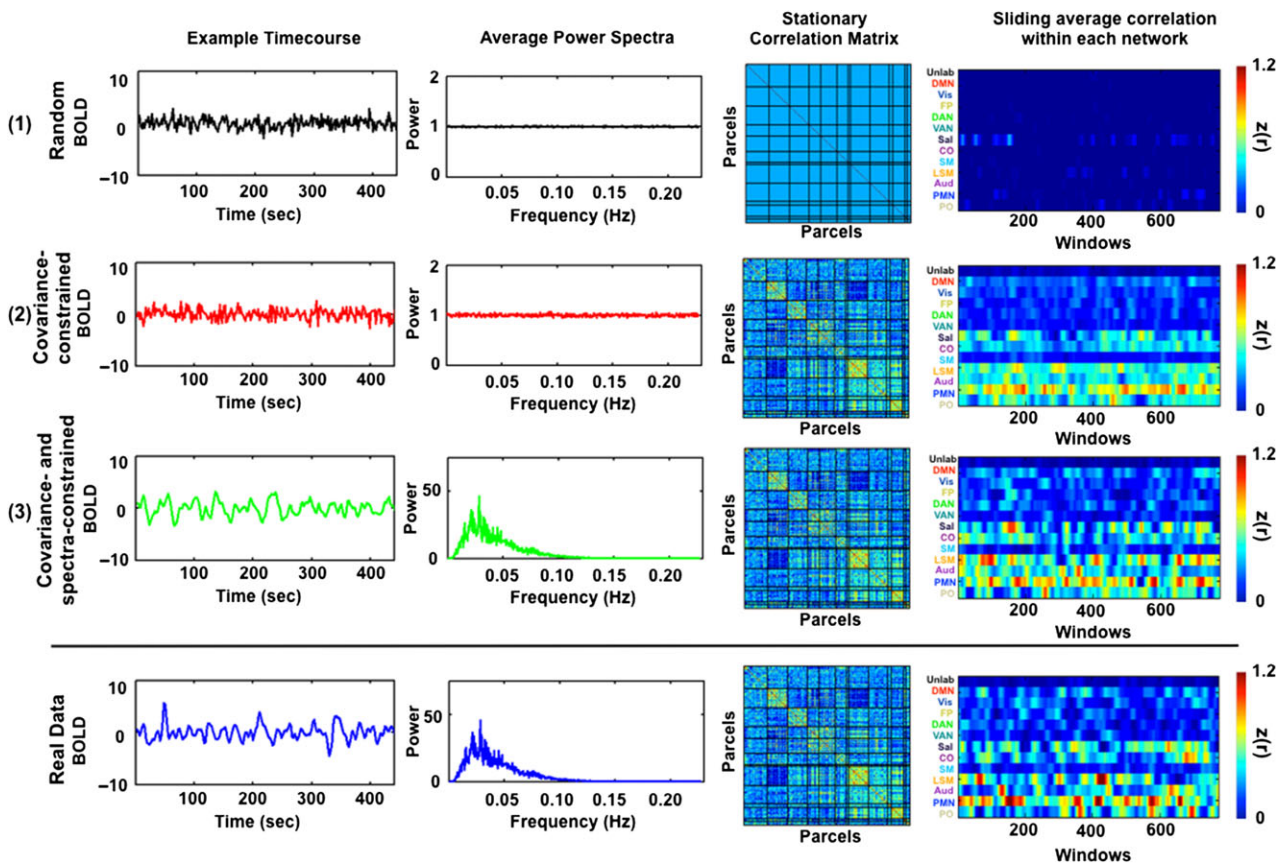 Example Timecourse
Average Power Spectra
Stationary
Correlation Matrix
Sliding average correlation
within each network
(1)
Random
BOLD
10
0
−10
100
200
300
400
Time (sec)
Power
2
1
0
0.05
0.10
0.15
0.20
Frequency (Hz)
Parcels
Parcels
Unlab
DMN
Vis
FP
DAN
VAN
Sal
CO
SM
LSM
Aud
PMN
PO
200
400
600
Windows
1.2
z(r)
0
(2)
Covariance-
constrained
BOLD
10
0
−10
100
200
300
400
Time (sec)
Power
2
1
0
0.05
0.10
0.15
0.20
Frequency (Hz)
Parcels
Parcels
Unlab
DMN
Vis
FP
DAN
VAN
Sal
CO
SM
LSM
Aud
PMN
PO
200
400
600
Windows
1.2
z(r)
0
(3)
Covariance- and
spectra-constrained
BOLD
10
0
−10
100
200
300
400
Time (sec)
Power
50
0
0.05
0.10
0.15
0.20
Frequency (Hz)
Parcels
Parcels
Unlab
DMN
Vis
FP
DAN
VAN
Sal
CO
SM
LSM
Aud
PMN
PO
200
400
600
Windows
1.2
z(r)
0
Real Data
BOLD
10
0
−10
100
200
300
400
Time (sec)
Power
50
0
0.05
0.10
0.15
0.20
Frequency (Hz)
Parcels
Parcels
Unlab
DMN
Vis
FP
DAN
VAN
Sal
CO
SM
LSM
Aud
PMN
PO
200
400
600
Windows
1.2
z(r)
0